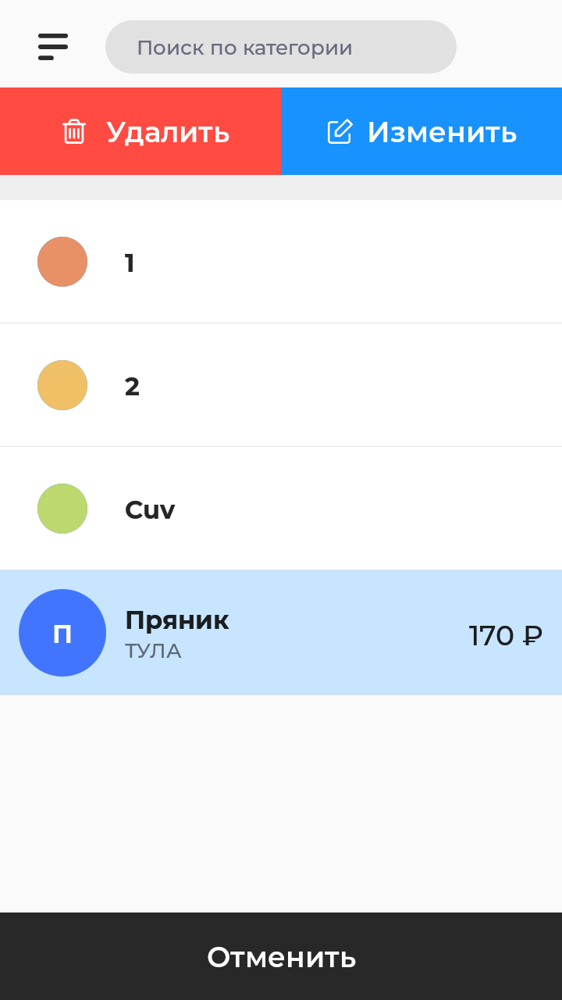 Поиск по категории
Удалить
Изменить
1
2
Cuv
П
Пряник
ТУЛА
170 ₽
Отменить